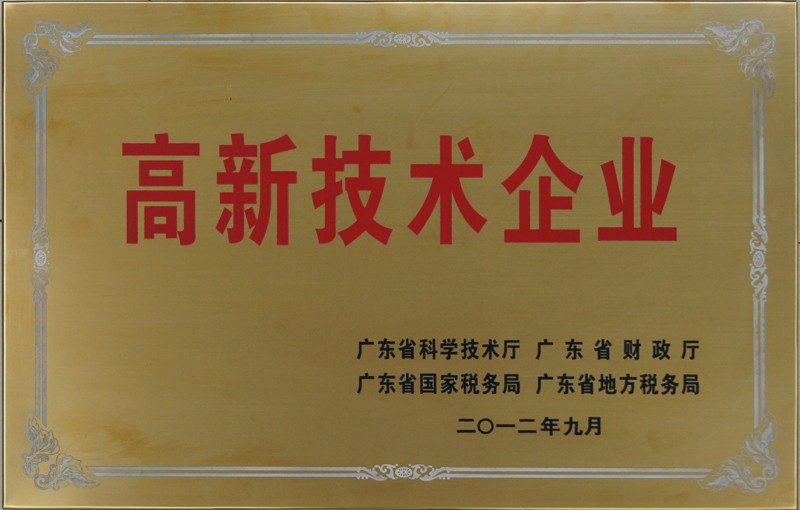 高新技术企业
广东省科学技术厅 广东省财政厅
广东省国家税务局 广东省地方税务局
二〇一二年九月